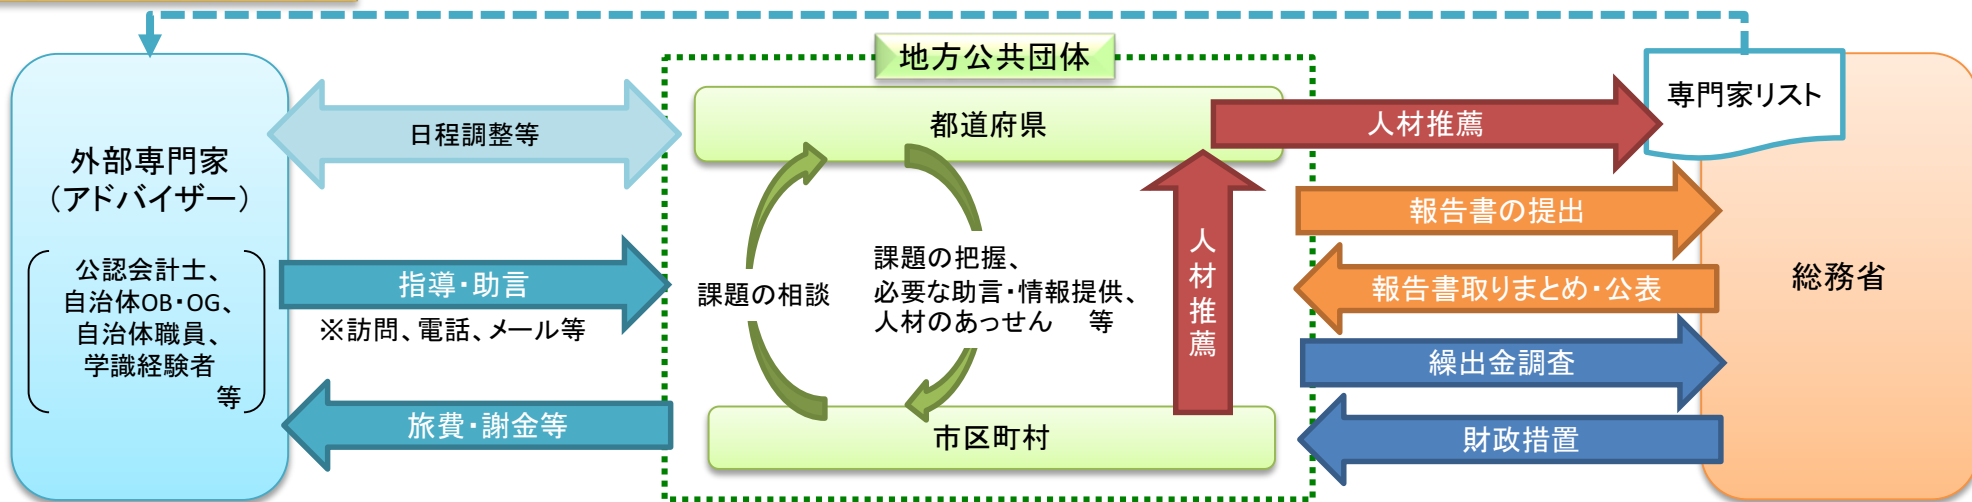 地方公共団体
専門家リスト
都道府県
日程調整等
人材推薦
外部専門家
（アドバイザー）
公認会計士、
自治体OB・OG、
自治体職員、
学識経験者
等
指導・助言
※訪問、電話、メール等
旅費・謝金等
課題の相談
課題の把握、
必要な助言・情報提供、
人材のあっせん　等
人材推薦
市区町村
報告書の提出
報告書取りまとめ・公表
繰出金調査
財政措置
総務省